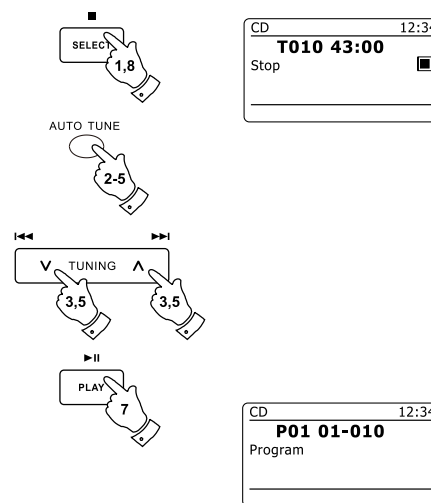 SELECT
1,8
CD 12:34
T010 43:00
Stop
AUTO TUNE
2-5
TUNING
3,5
3,5
PLAY
7
CD 12:34
P01 01-010
Program